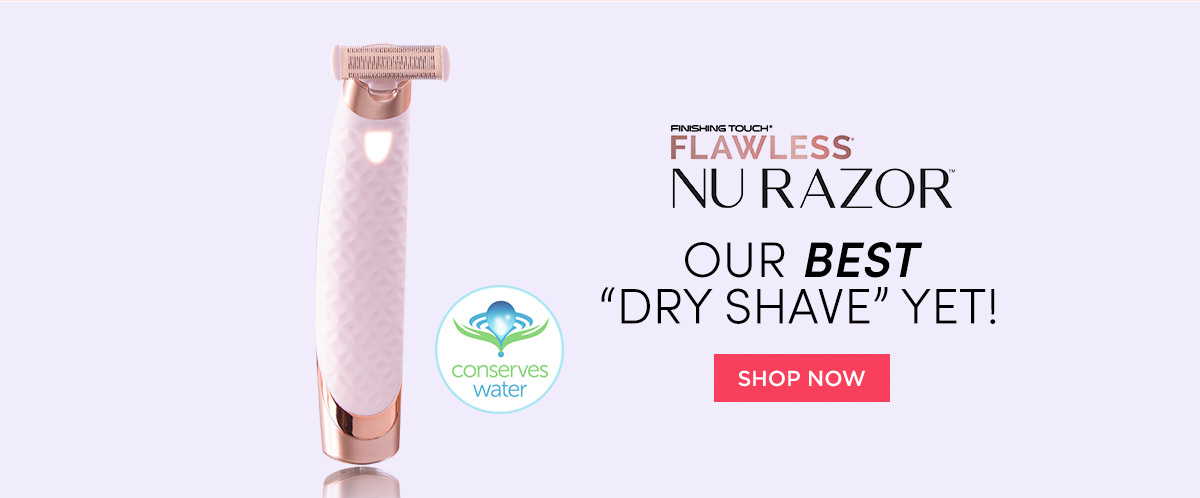 FINISHING TOUCH®
FLAWLESS®
NU RAZOR™
OUR BEST
“DRY SHAVE” YET!
conserves
water
SHOP NOW